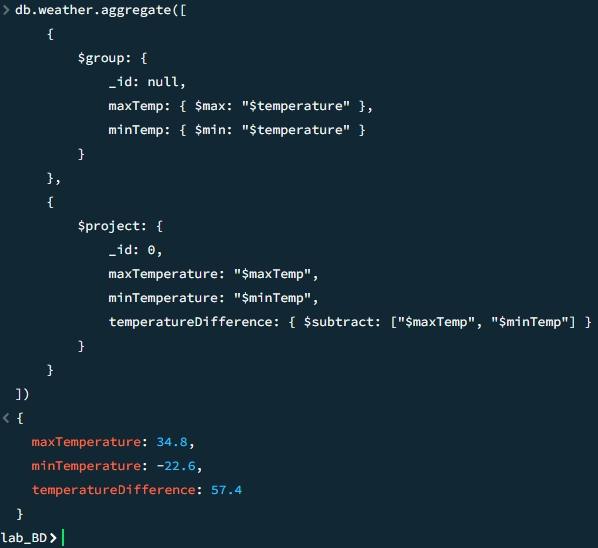 > db.weather.aggregate([
    {
        $group: {
            _id: null,
            maxTemp: { $max: "$temperature" },
            minTemp: { $min: "$temperature" }
        }
    },
    {
        $project: {
            _id: 0,
            maxTemperature: "$maxTemp",
            minTemperature: "$minTemp",
            temperatureDifference: { $subtract: ["$maxTemp", "$minTemp"] }
        }
    }
])
< {
  maxTemperature: 34.8,
  minTemperature: -22.6,
  temperatureDifference: 57.4
}
lab_BD>